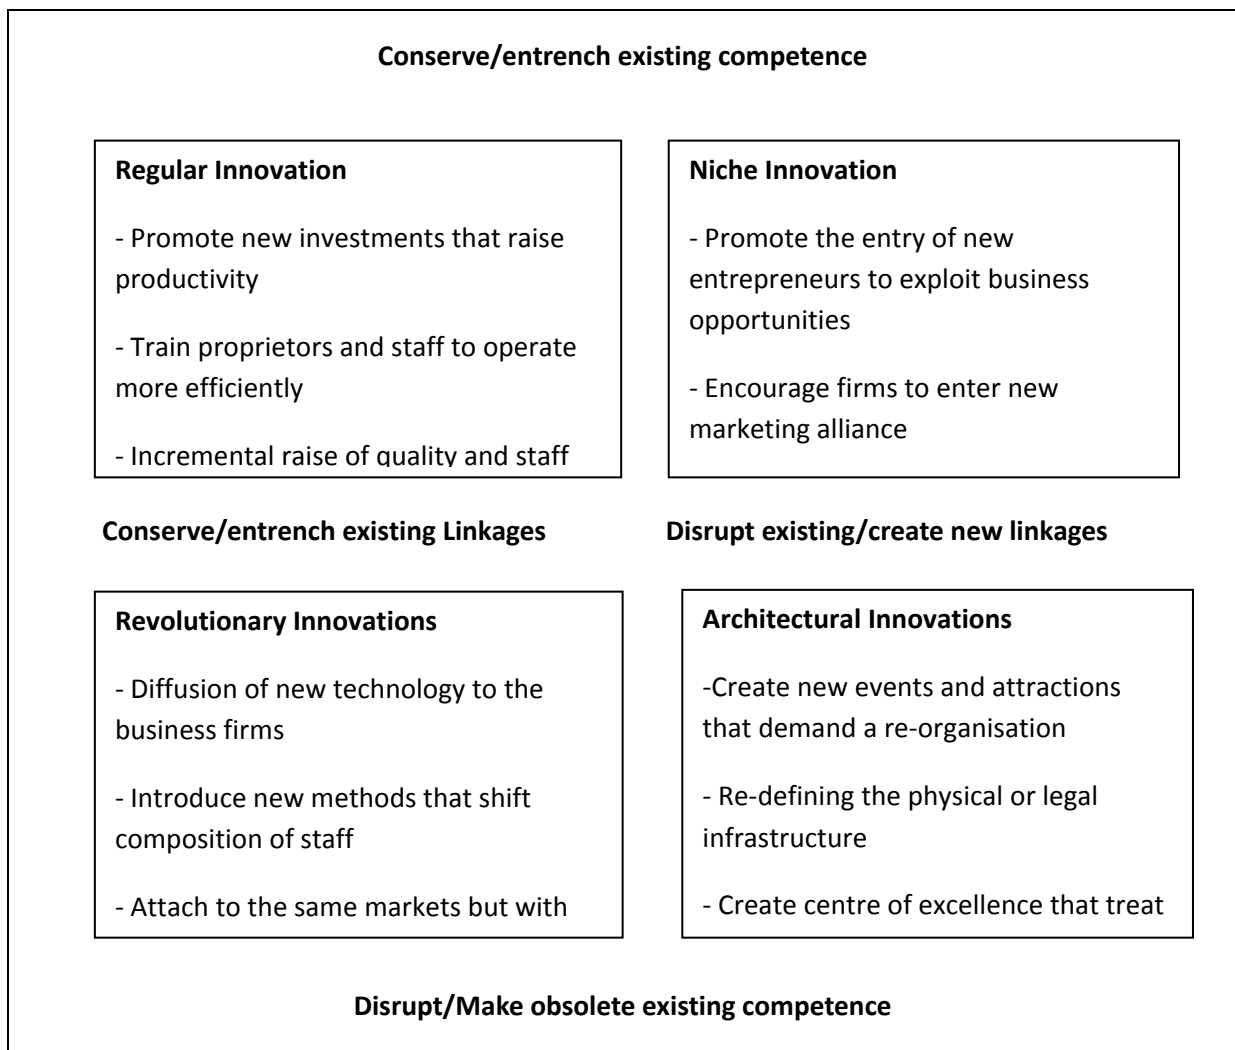 Conserve/entrench existing competence
Regular Innovation
- Promote new investments that raise
productivity
- Train proprietors and staff to operate
more efficiently
- Incremental raise of quality and staff
Niche Innovation
- Promote the entry of new
entrepreneurs to exploit business
opportunities
- Encourage firms to enter new
marketing alliance
Conserve/entrench existing Linkages
Disrupt existing/create new linkages
Revolutionary Innovations
- Diffusion of new technology to the
business firms
- Introduce new methods that shift
composition of staff
- Attach to the same markets but with
Architectural Innovations
-Create new events and attractions
that demand a re-organisation
- Re-defining the physical or legal
infrastructure
- Create centre of excellence that treat
Disrupt/Make obsolete existing competence